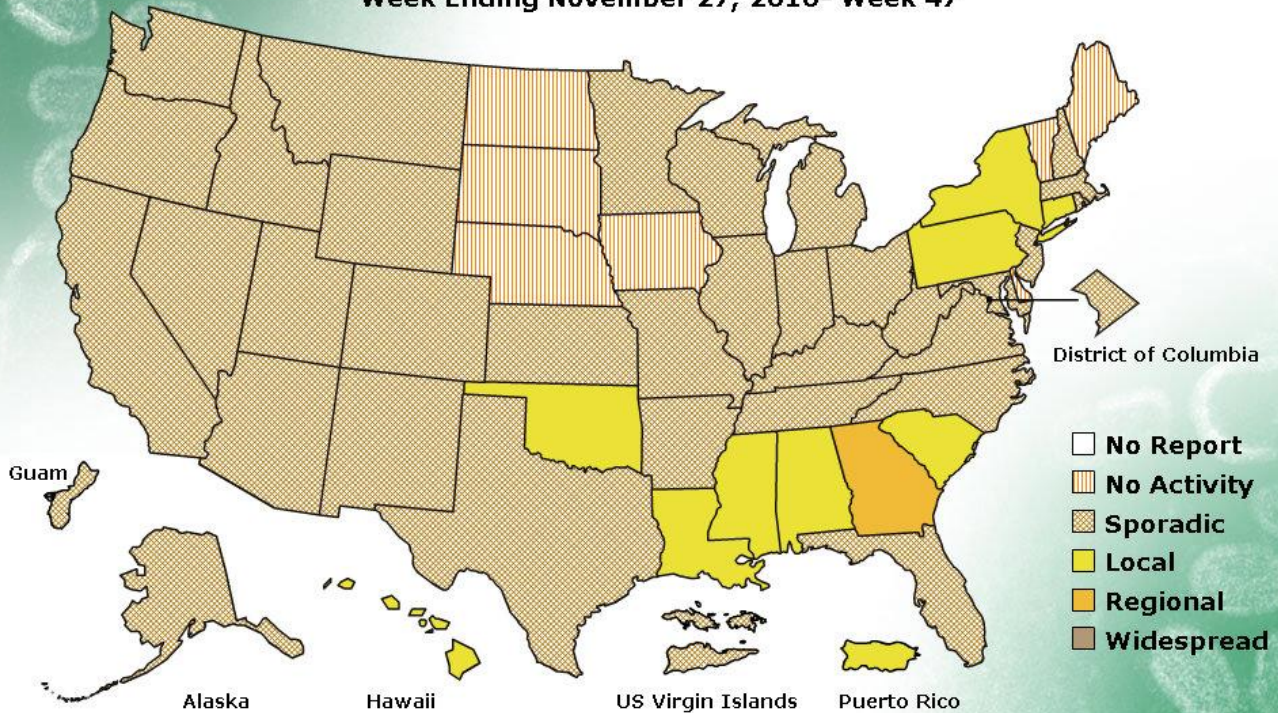 Week Ending November 27, 2010- Week 47
District of Columbia
No Report
No Activity
Sporadic
Local
Regional
Widespread
Guam
Alaska
Hawaii
US Virgin Islands
Puerto Rico